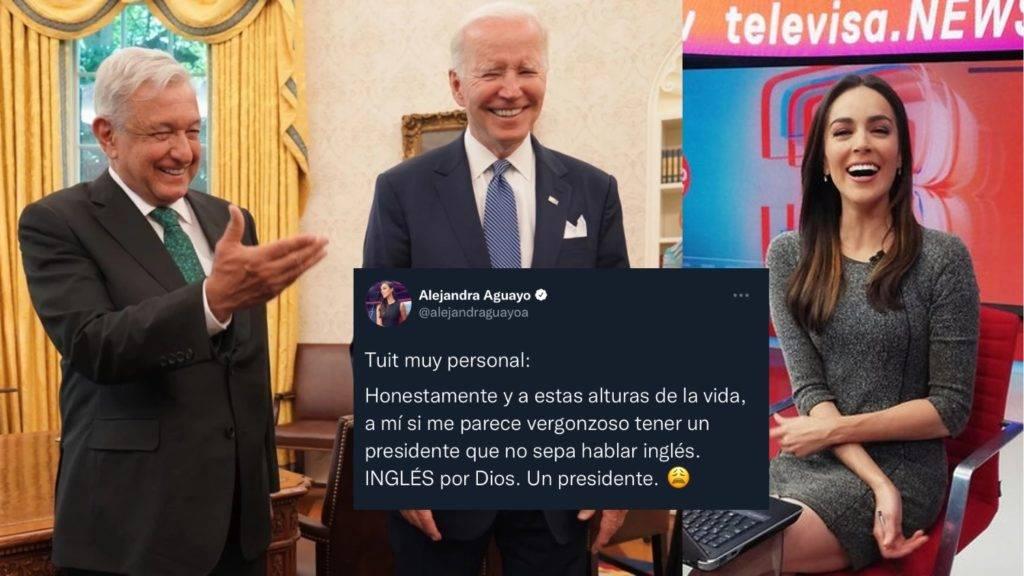 televisa.NEWS
Alejandra Aguayo
@alejandraguayoa
Tuit muy personal:
Honestamente y a estas alturas de la vida,
a mí si me parece vergonzoso tener un
presidente que no sepa hablar inglés.
INGLÉS por Dios. Un presidente. 😩